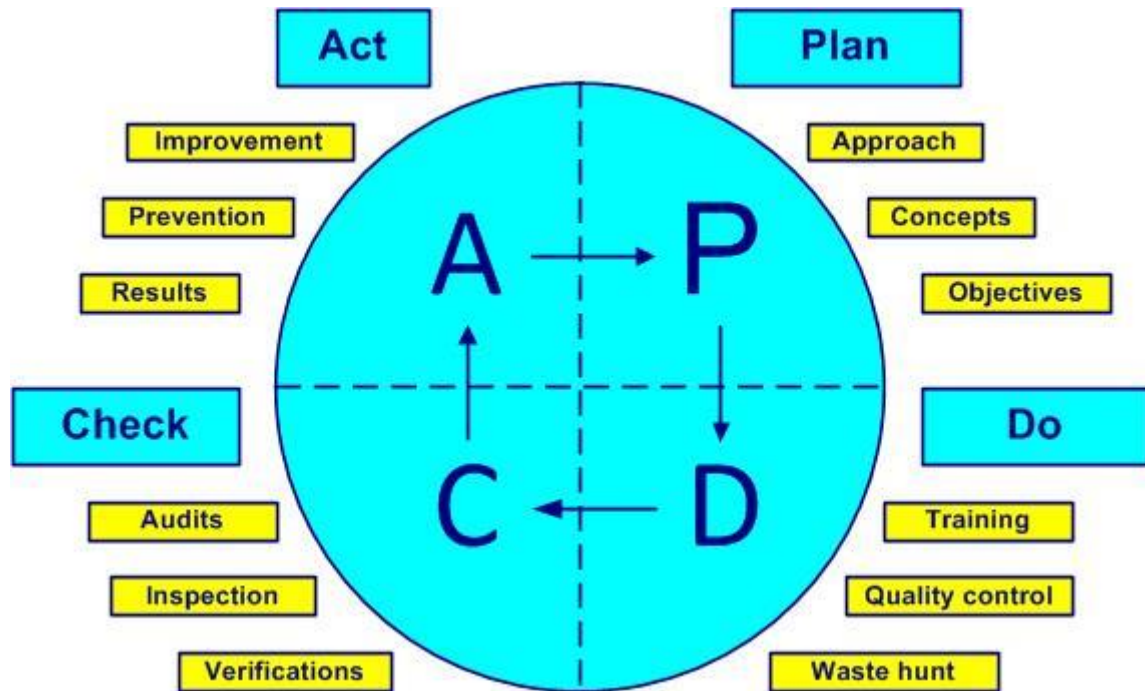 Act
Plan
Improvement
Approach
Prevention
Concepts
A
P
Results
Objectives
Check
Do
C
D
Audits
Training
Inspection
Quality control
Verifications
Waste hunt